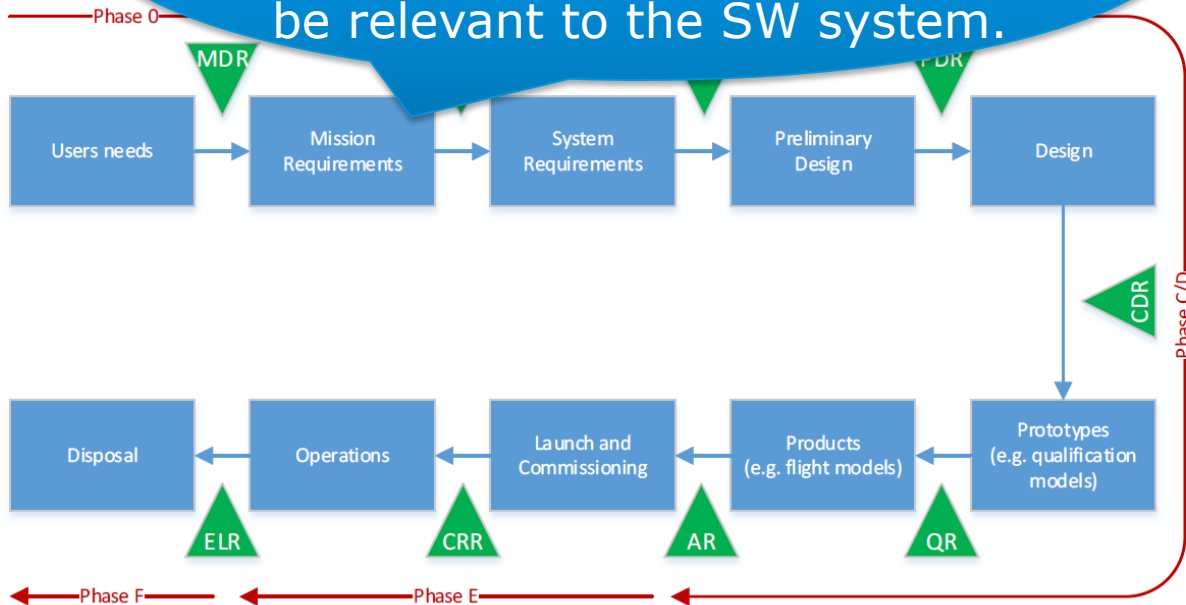 be relevant to the SW system.
Phase 0
MDR
PDR
Users needs
Mission
Requirements
System
Requirements
Preliminary
Design
Design
CDR
Phase C/D
Disposal
Operations
Launch and
Commissioning
Products
(e.g. flight models)
Prototypes
(e.g. qualification
models)
ELR
CRR
AR
QR
Phase F
Phase E